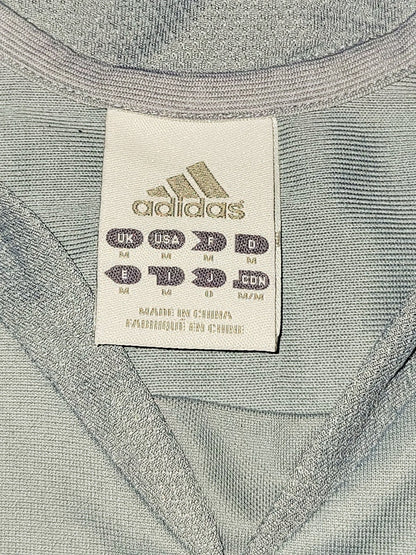 adidas
UK USA F D
M M M M
E I J CDN
M M O M/M
MADE IN CHINA
FABRIQUÉ EN CHINE